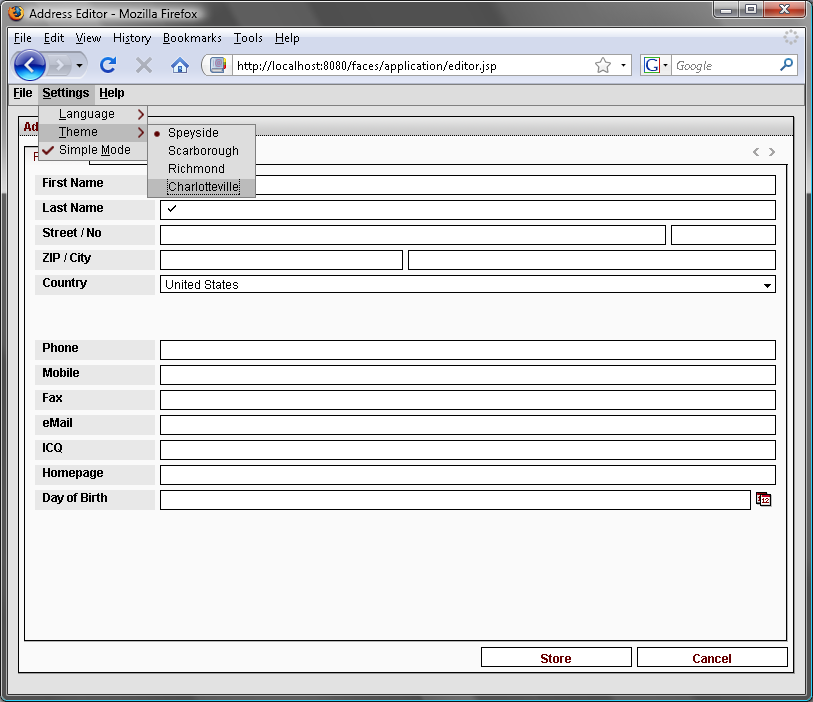 Address Editor - Mozilla Firefox
File Edit View History Bookmarks Tools Help
http://localhost:8080/faces/application/editor.jsp
G Google
File Settings Help
Language
Theme
Simple Mode
Speyside
Scarborough
Richmond
Charlotteville
First Name
Last Name
Street / No
ZIP / City
Country United States
Phone
Mobile
Fax
eMail
ICQ
Homepage
Day of Birth 12
Store Cancel